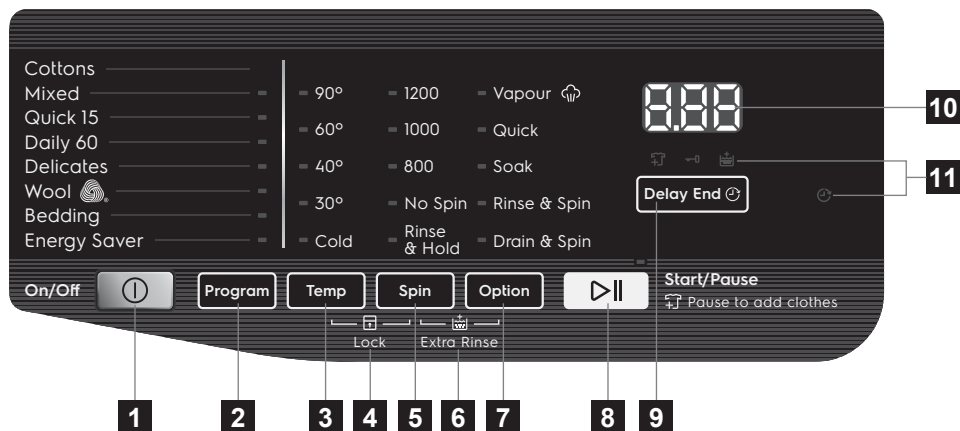 Cottons
Mixed
Quick 15
Daily 60
Delicates
Wool
Bedding
Energy Saver
90°
60°
40°
30°
Cold
1200
1000
800
No Spin
Rinse
& Hold
Vapour
Quick
Soak
Rinse & Spin
Drain & Spin
8.88
10
11
Delay End
On/Off
Program
Temp
Spin
Option
Start/Pause
Pause to add clothes
Lock
Extra Rinse
1
2
3
4
5
6
7
8
9